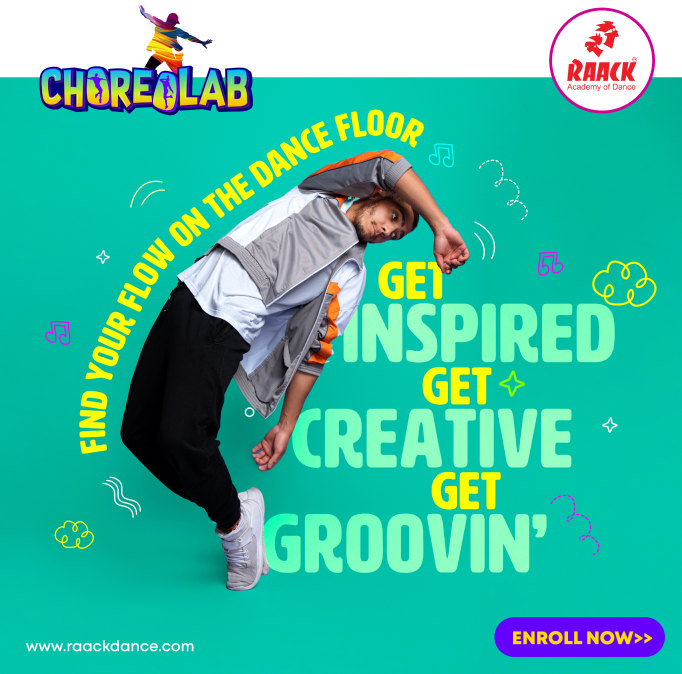 CHOREOLAB
RAACK
®
Academy of Dance
FIND YOUR FLOW ON THE DANCE FLOOR
GET
INSPIRED
GET
CREATIVE
GET
GROOVIN'
www.raackdance.com
ENROLL NOW>>